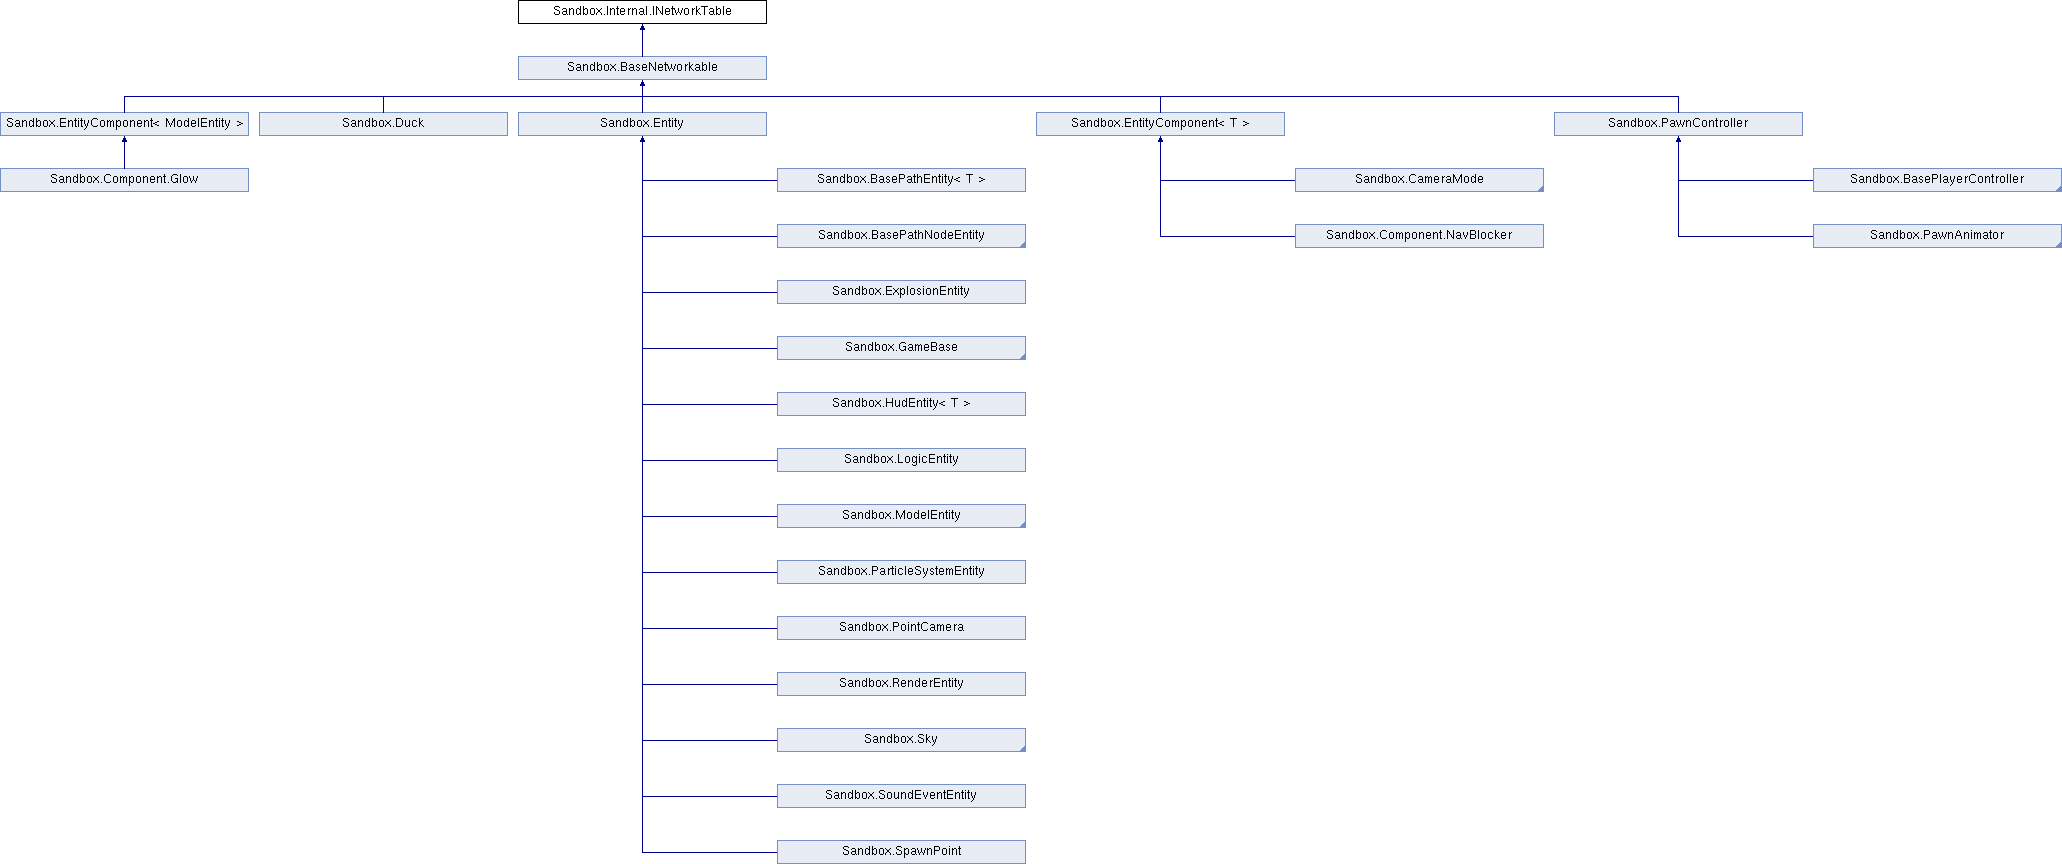 Sandbox.Internal.INetworkTable
Sandbox.BaseNetworkable
Sandbox.EntityComponent< ModelEntity >
Sandbox.Duck
Sandbox.Entity
Sandbox.EntityComponent< T >
Sandbox.PawnController
Sandbox.Component.Glow
Sandbox.BasePathEntity< T >
Sandbox.CameraMode
Sandbox.BasePlayerController
Sandbox.BasePathNodeEntity
Sandbox.Component.NavBlocker
Sandbox.PawnAnimator
Sandbox.ExplosionEntity
Sandbox.GameBase
Sandbox.HudEntity< T >
Sandbox.LogicEntity
Sandbox.ModelEntity
Sandbox.ParticleSystemEntity
Sandbox.PointCamera
Sandbox.RenderEntity
Sandbox.Sky
Sandbox.SoundEventEntity
Sandbox.SpawnPoint